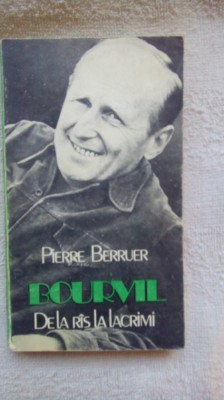 PIERRE BERRUER
BOURVIL
De la rîs la lacrimi